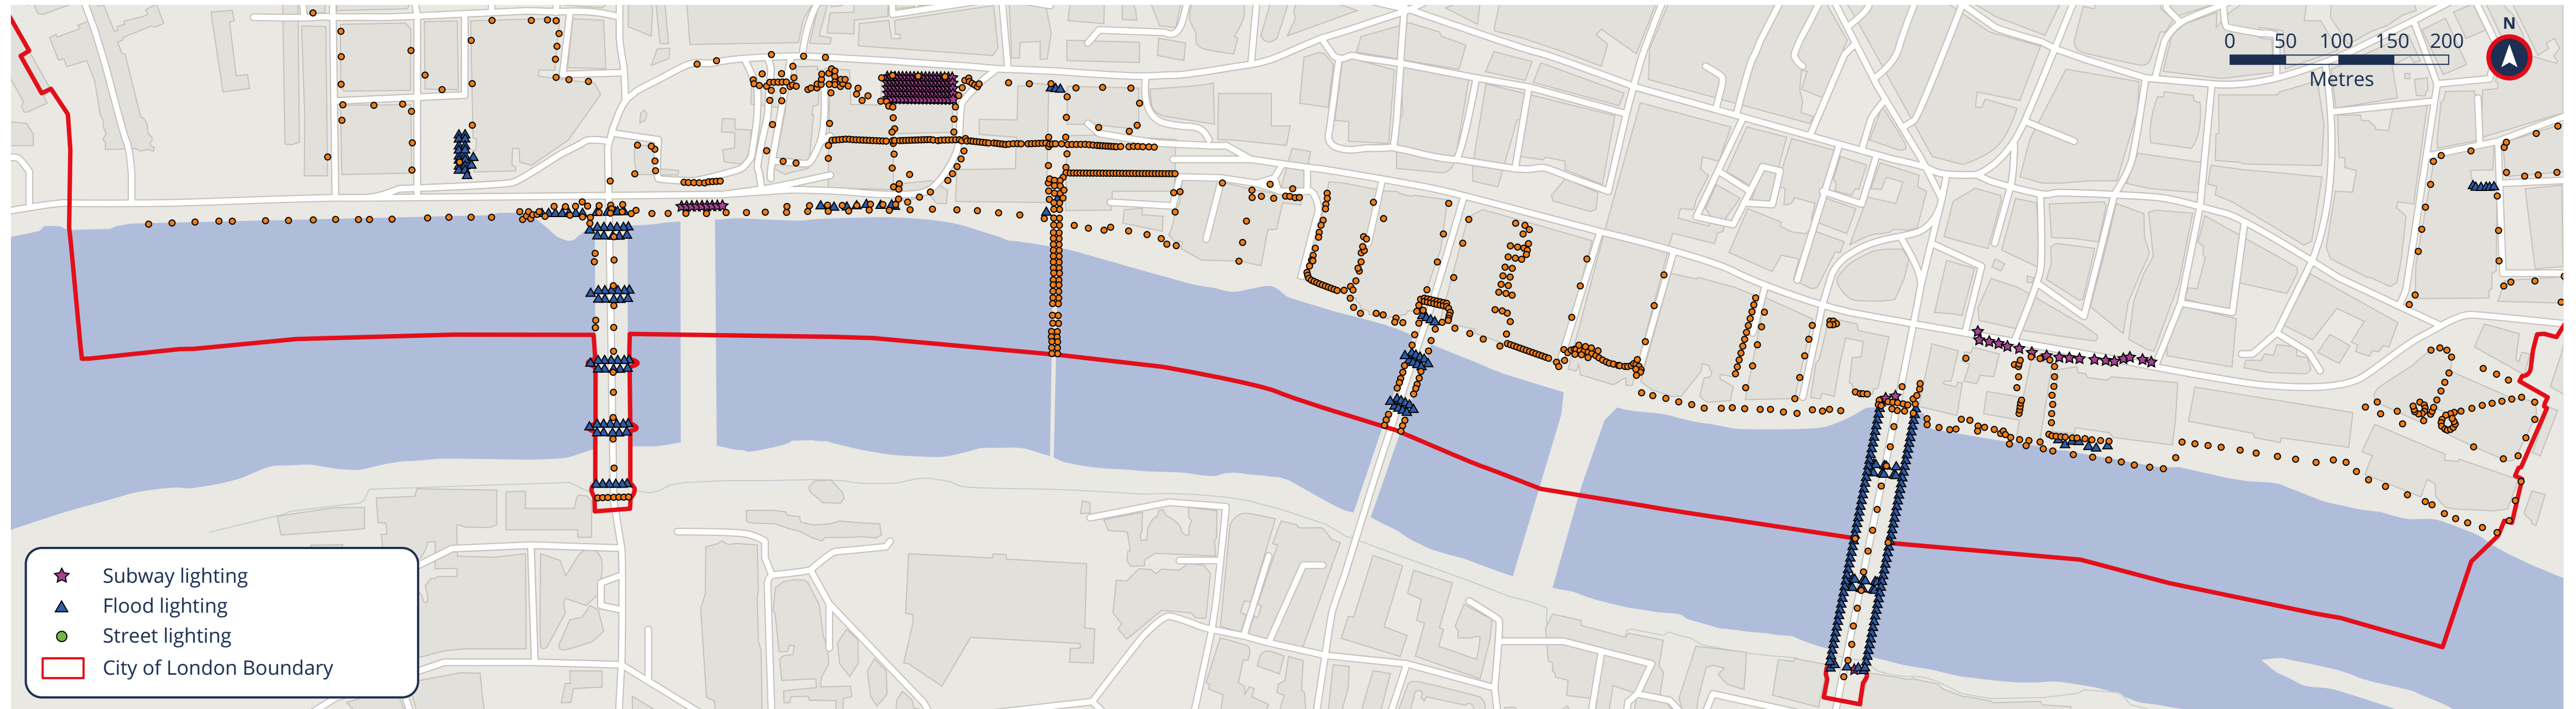 N
0 50 100 150 200
Metres
Subway lighting
Flood lighting
Street lighting
City of London Boundary